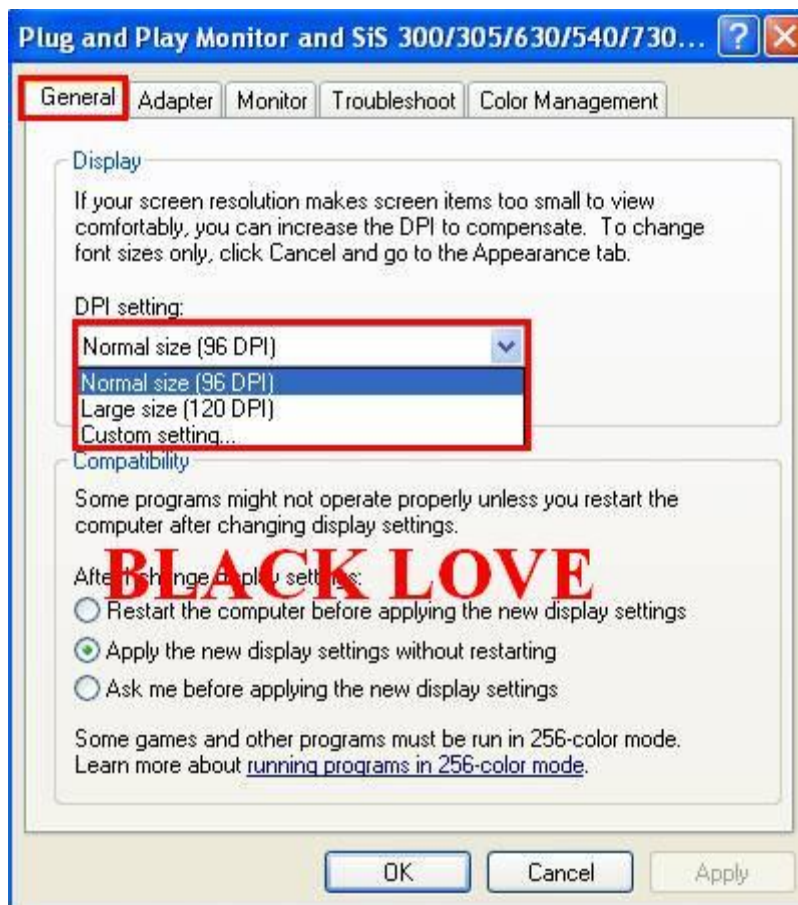 Plug and Play Monitor and SiS 300/305/630/540/730...
General Adapter Monitor Troubleshoot Color Management
Display
If your screen resolution makes screen items too small to view
comfortably, you can increase the DPI to compensate. To change
font sizes only, click Cancel and go to the Appearance tab.
DPI setting:
Normal size (96 DPI)
Normal size (96 DPI)
Large size (120 DPI)
Custom setting...
Compatibility
Some programs might not operate properly unless you restart the
computer after changing display settings.
After I change display settings:
BLACK LOVE
Restart the computer before applying the new display settings
Apply the new display settings without restarting
Ask me before applying the new display settings
Some games and other programs must be run in 256-color mode.
Learn more about running programs in 256-color mode.
OK Cancel Apply